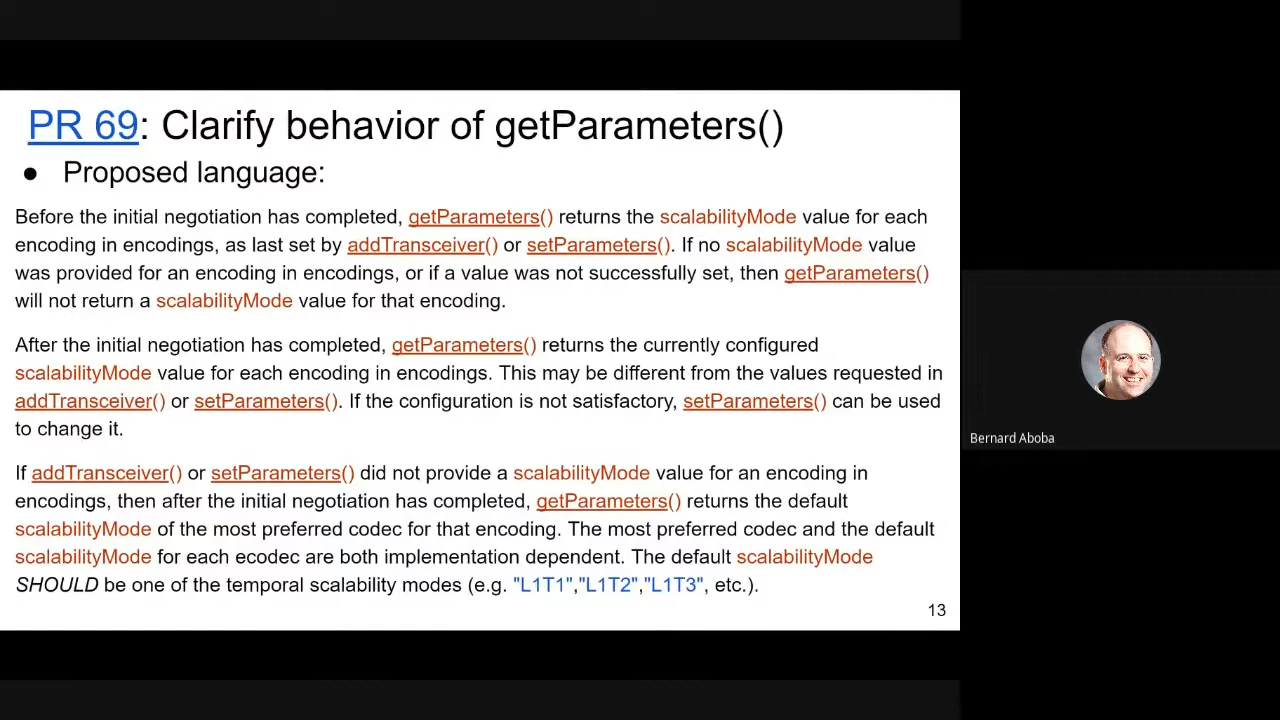 PR 69: Clarify behavior of getParameters()
● Proposed language:
Before the initial negotiation has completed, getParameters() returns the scalabilityMode value for each
encoding in encodings, as last set by addTransceiver() or setParameters(). If no scalabilityMode value
was provided for an encoding in encodings, or if a value was not successfully set, then getParameters()
will not return a scalabilityMode value for that encoding.
After the initial negotiation has completed, getParameters() returns the currently configured
scalabilityMode value for each encoding in encodings. This may be different from the values requested in
addTransceiver() or setParameters(). If the configuration is not satisfactory, setParameters() can be used
to change it.
If addTransceiver() or setParameters() did not provide a scalabilityMode value for an encoding in
encodings, then after the initial negotiation has completed, getParameters() returns the default
scalabilityMode of the most preferred codec for that encoding. The most preferred codec and the default
scalabilityMode for each ecodec are both implementation dependent. The default scalabilityMode
SHOULD be one of the temporal scalability modes (e.g. "L1T1","L1T2","L1T3", etc.).
13
Bernard Aboba